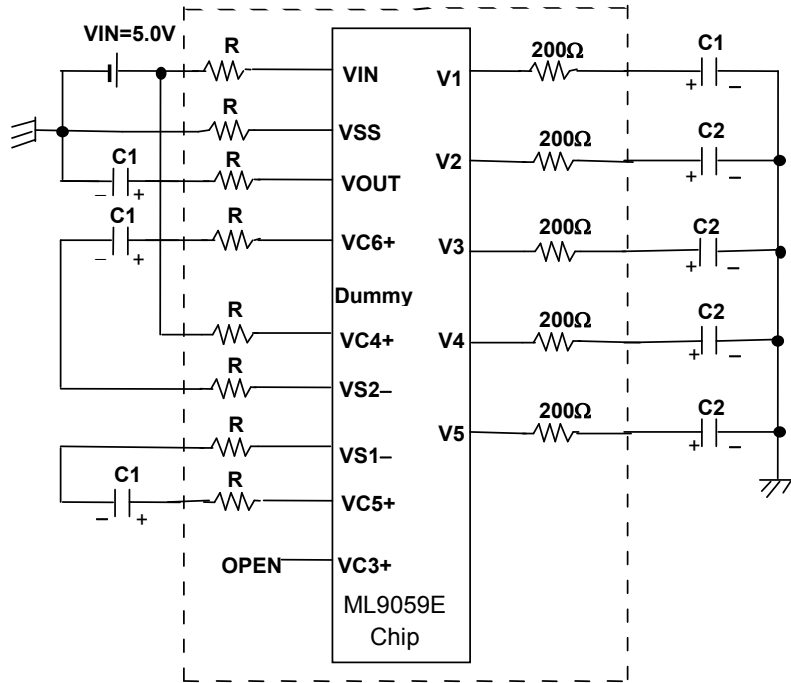 VIN=5.0V
R
VIN
R
VSS
C1
R
VOUT
− +
C1
R
VC6+
− +
Dummy
R
VC4+
R
VS2–
R
VS1–
C1
R
VC5+
− +
OPEN
VC3+
ML9059E
Chip
V1
200Ω
C1
+ −
V2
200Ω
C2
+ −
V3
200Ω
C2
+ −
V4
200Ω
C2
+ −
V5
200Ω
C2
+ −